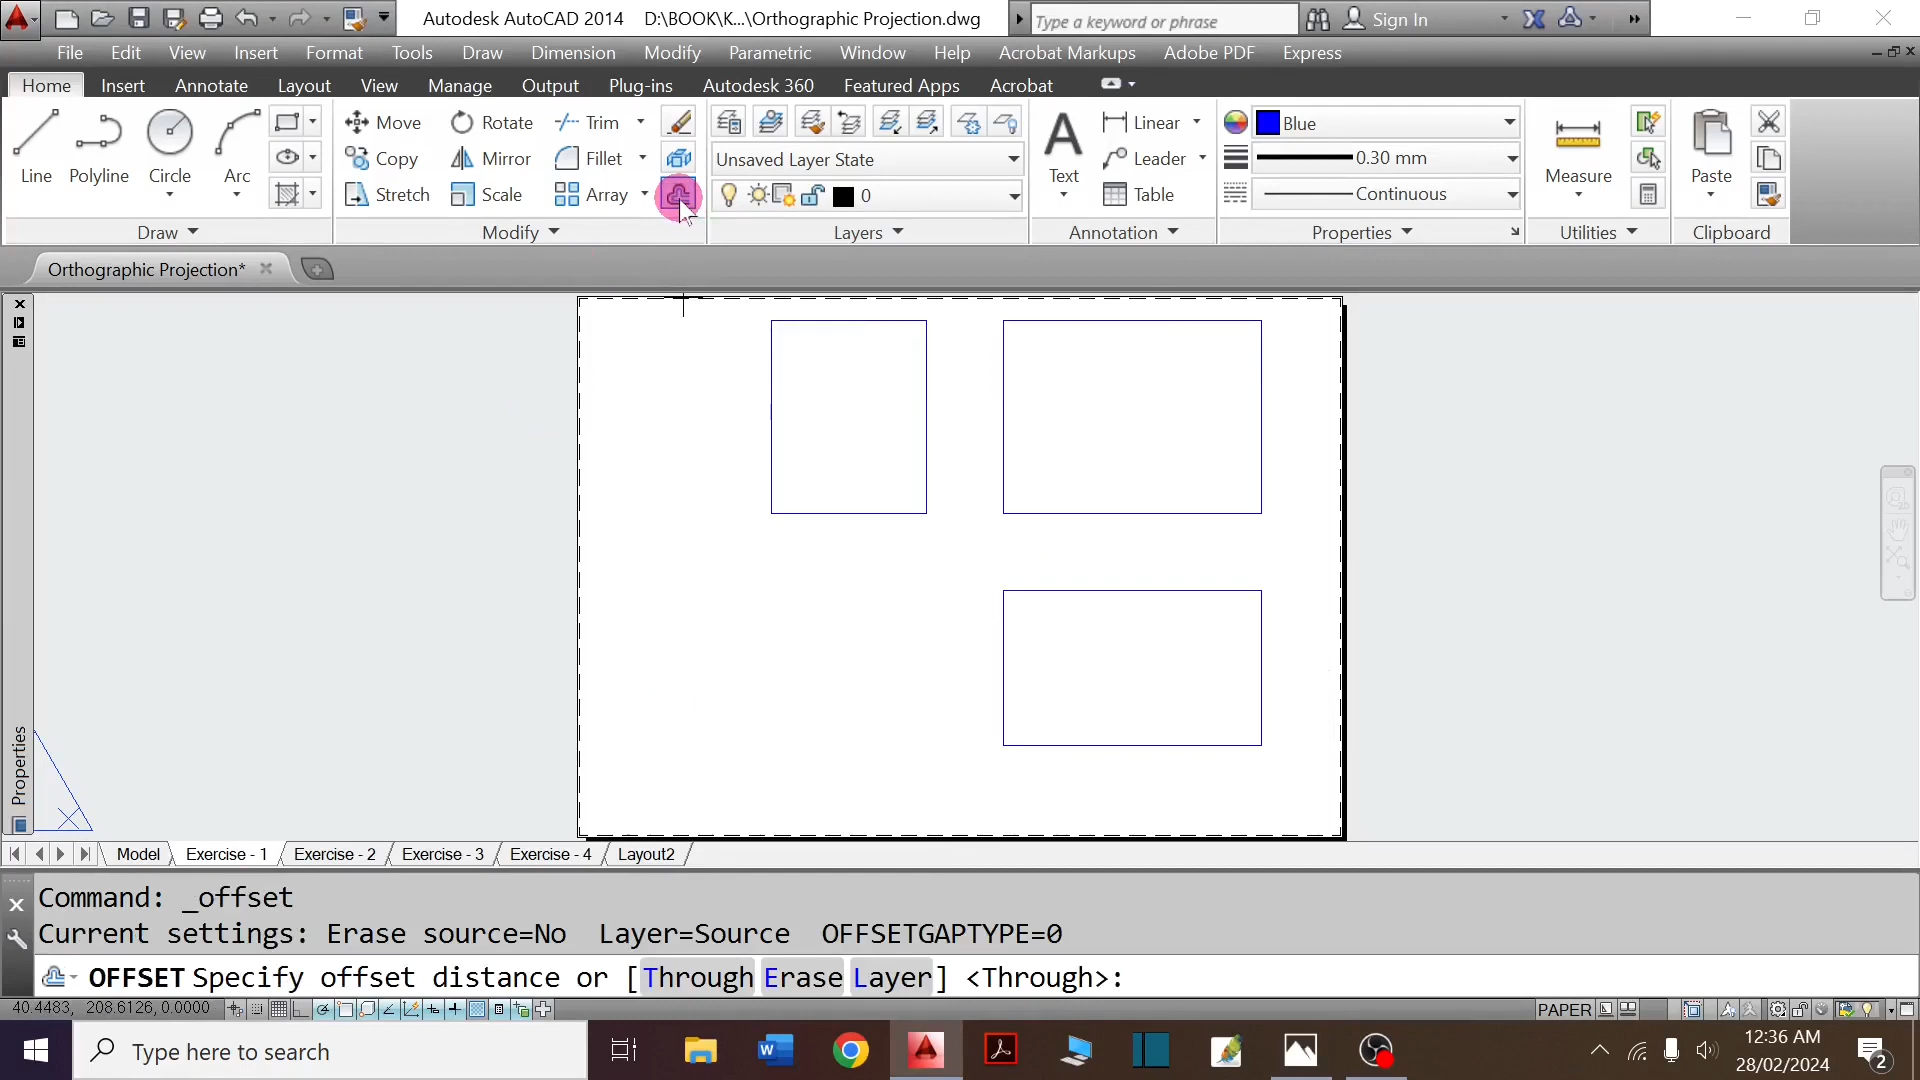 Autodesk AutoCAD 2014 D:\BOOK\K...\Orthographic Projection.dwg Type a keyword or phrase Sign In
File Edit View Insert Format Tools Draw Dimension Modify Parametric Window Help Acrobat Markups Adobe PDF Express
Home Insert Annotate Layout View Manage Output Plug-ins Autodesk 360 Featured Apps Acrobat
Move Rotate Trim Linear Blue
Copy Mirror Fillet Unsaved Layer State Leader 0.30 mm
Line Polyline Circle Arc Text Measure Paste
Stretch Scale Array 0 Table Continuous
Draw Modify Layers Annotation Properties Utilities Clipboard
Orthographic Projection*
Properties
Model Exercise - 1 Exercise - 2 Exercise - 3 Exercise - 4 Layout2
Command: _offset
Current settings: Erase source=No Layer=Source OFFSETGAPTYPE=0
OFFSET Specify offset distance or [Through Erase Layer] <Through>:
40.4483, 208.6126, 0.0000 PAPER
Type here to search
12:36 AM
28/02/2024
2